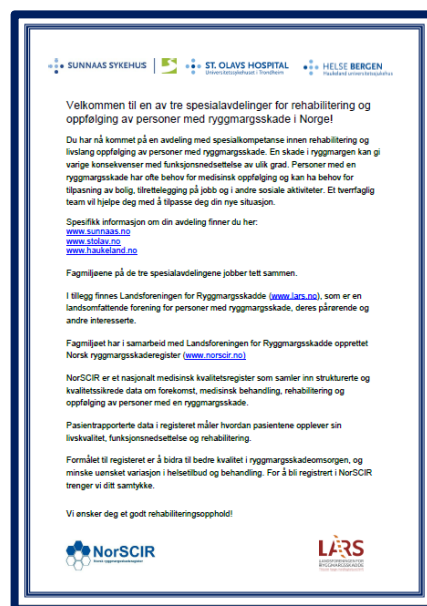 SUNNAAS SYKEHUS
ST. OLAVS HOSPITAL
Universitetssykehuset i Trondheim
HELSE BERGEN
Haukeland universitetssjukehus
Velkommen til en av tre spesialavdelinger for rehabilitering og
oppfølging av personer med ryggmargsskade i Norge!
Du har nå kommet på en avdeling med spesialkompetanse innen rehabilitering og
livslang oppfølging av personer med ryggmargsskade. En skade i ryggmargen kan gi
varige konsekvenser med funksjonsnedsettelse av ulik grad. Personer med en
ryggmargsskade har ofte behov for medisinsk oppfølging og kan ha behov for
tilpasning av bolig, tilrettelegging på jobb og i andre sosiale aktiviteter. Et tverrfaglig
team vil hjelpe deg med å tilpasse deg din nye situasjon.
Spesifikk informasjon om din avdeling finner du her:
www.sunnaas.no
www.stolav.no
www.haukeland.no
Fagmiljøene på de tre spesialavdelingene jobber tett sammen.
I tillegg finnes Landsforeningen for Ryggmargsskadde (www.lars.no), som er en
landsomfattende forening for personer med ryggmargsskade, deres pårørende og
andre interesserte.
Fagmiljøet har i samarbeid med Landsforeningen for Ryggmargsskadde opprettet
Norsk ryggmargsskaderegister (www.norscir.no)
NorSCIR er et nasjonalt medisinsk kvalitetsregister som samler inn strukturerte og
kvalitetssikrede data om forekomst, medisinsk behandling, rehabilitering og
oppfølging av personer med en ryggmargsskade.
Pasientrapporterte data i registeret måler hvordan pasientene opplever sin
livskvalitet, funksjonsnedsettelse og rehabilitering.
Formålet til registeret er å bidra til bedre kvalitet i ryggmargsskadeomsorgen, og
minske uønsket variasjon i helsetilbud og behandling. For å bli registrert i NorSCIR
trenger vi ditt samtykke.
Vi ønsker deg et godt rehabiliteringsopphold!
NorSCIR
Norsk ryggmargsskaderegister
LARS
LANDSFORENINGEN FOR
RYGGMARGSSKADDE